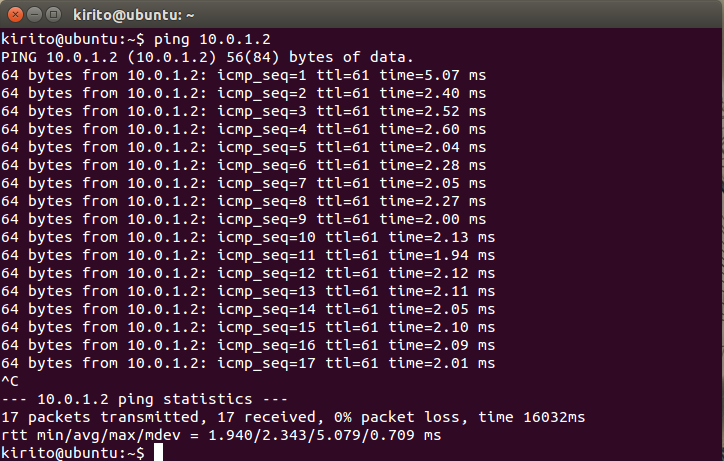 kirito@ubuntu: ~
kirito@ubuntu:~$ ping 10.0.1.2
PING 10.0.1.2 (10.0.1.2) 56(84) bytes of data.
64 bytes from 10.0.1.2: icmp_seq=1 ttl=61 time=5.07 ms
64 bytes from 10.0.1.2: icmp_seq=2 ttl=61 time=2.40 ms
64 bytes from 10.0.1.2: icmp_seq=3 ttl=61 time=2.52 ms
64 bytes from 10.0.1.2: icmp_seq=4 ttl=61 time=2.60 ms
64 bytes from 10.0.1.2: icmp_seq=5 ttl=61 time=2.04 ms
64 bytes from 10.0.1.2: icmp_seq=6 ttl=61 time=2.28 ms
64 bytes from 10.0.1.2: icmp_seq=7 ttl=61 time=2.05 ms
64 bytes from 10.0.1.2: icmp_seq=8 ttl=61 time=2.27 ms
64 bytes from 10.0.1.2: icmp_seq=9 ttl=61 time=2.00 ms
64 bytes from 10.0.1.2: icmp_seq=10 ttl=61 time=2.13 ms
64 bytes from 10.0.1.2: icmp_seq=11 ttl=61 time=1.94 ms
64 bytes from 10.0.1.2: icmp_seq=12 ttl=61 time=2.12 ms
64 bytes from 10.0.1.2: icmp_seq=13 ttl=61 time=2.11 ms
64 bytes from 10.0.1.2: icmp_seq=14 ttl=61 time=2.05 ms
64 bytes from 10.0.1.2: icmp_seq=15 ttl=61 time=2.10 ms
64 bytes from 10.0.1.2: icmp_seq=16 ttl=61 time=2.09 ms
64 bytes from 10.0.1.2: icmp_seq=17 ttl=61 time=2.01 ms
^C
--- 10.0.1.2 ping statistics ---
17 packets transmitted, 17 received, 0% packet loss, time 16032ms
rtt min/avg/max/mdev = 1.940/2.343/5.079/0.709 ms
kirito@ubuntu:~$